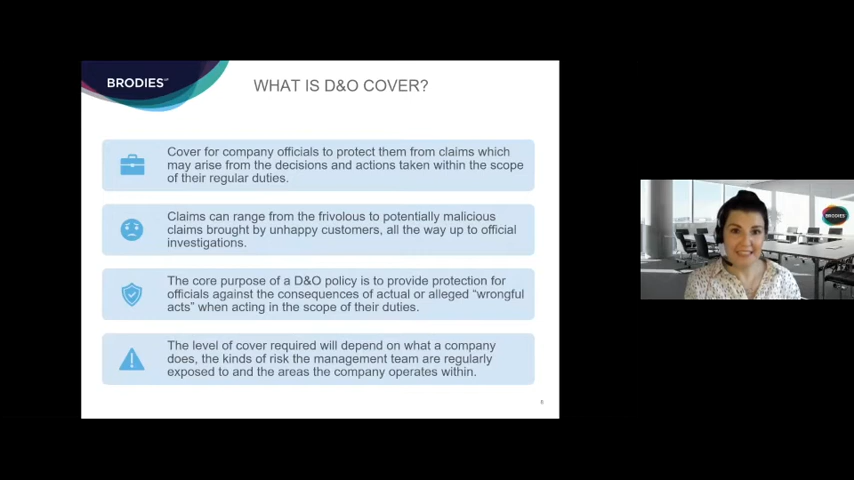 BRODIES LLP
WHAT IS D&O COVER?
Cover for company officials to protect them from claims which
may arise from the decisions and actions taken within the scope
of their regular duties.
Claims can range from the frivolous to potentially malicious
claims brought by unhappy customers, all the way up to official
investigations.
The core purpose of a D&O policy is to provide protection for
officials against the consequences of actual or alleged “wrongful
acts” when acting in the scope of their duties.
The level of cover required will depend on what a company
does, the kinds of risk the management team are regularly
exposed to and the areas the company operates within.
BRODIES